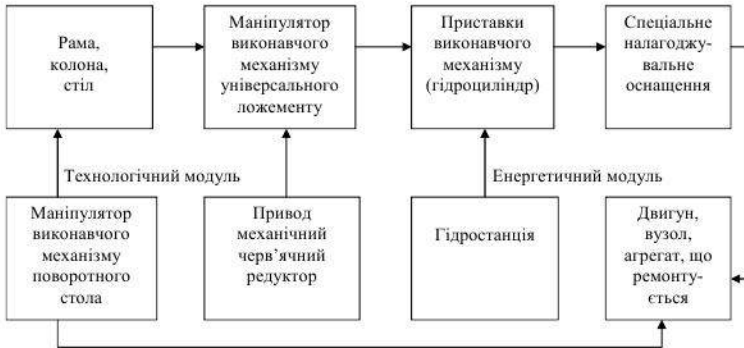 Рама,
колона,
стіл
Маніпулятор
виконавчого
механізму
універсального
ложементу
Приставки
виконавчого
механізму
(гідроциліндр)
Спеціальне
налагоджу-
вальне
оснащення
Технологічний модуль
Енергетичний модуль
Маніпулятор
виконавчого
механізму
поворотного
стола
Привод
механічний
черв’ячний
редуктор
Гідростанція
Двигун,
вузол,
агрегат, що
ремонту-
ється